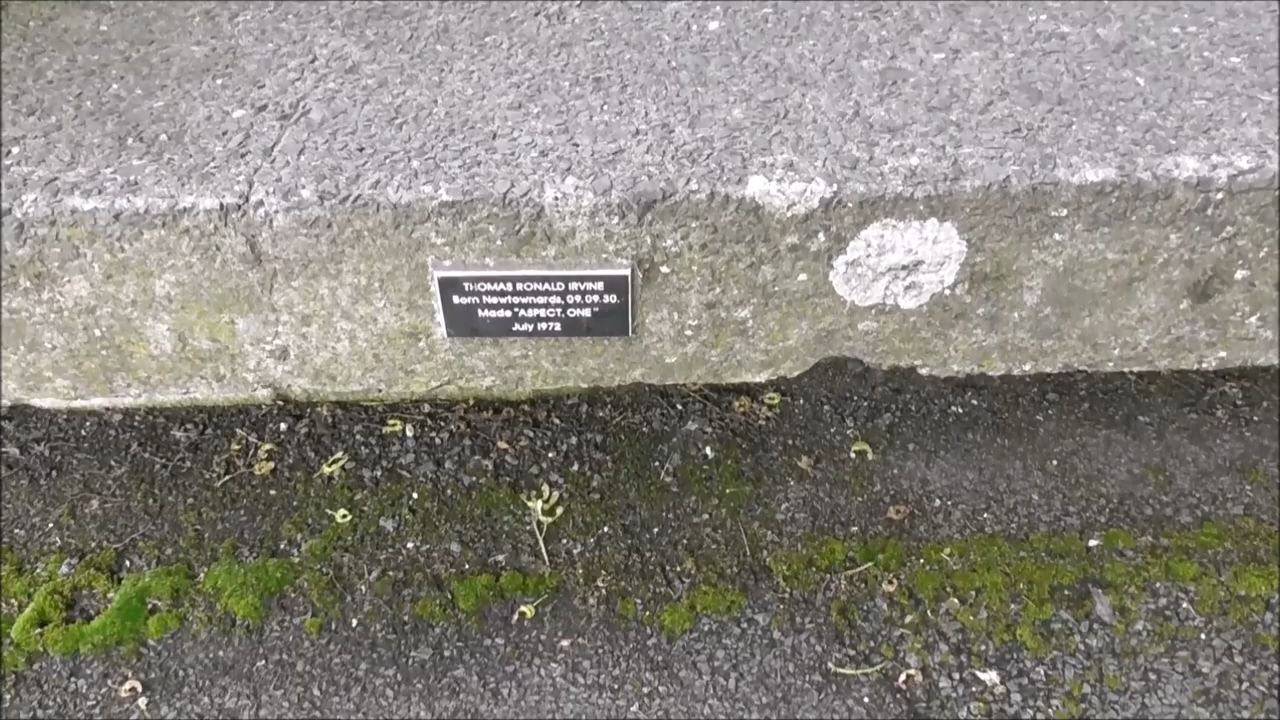 THOMAS RONALD IRVINE
Born Newtownards, 09.09.30.
Made "ASPECT, ONE"
July 1972